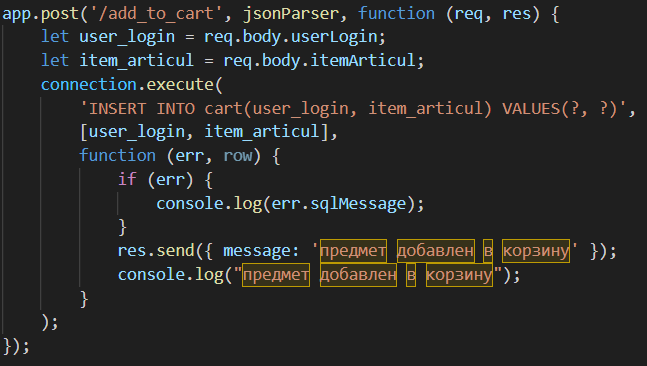 app.post('/add_to_cart', jsonParser, function (req, res) {
    let user_login = req.body.userLogin;
    let item_articul = req.body.itemArticul;
    connection.execute(
        'INSERT INTO cart(user_login, item_articul) VALUES(?, ?)',
        [user_login, item_articul],
        function (err, row) {
            if (err) {
                console.log(err.sqlMessage);
            }
            res.send({ message: 'предмет добавлен в корзину' });
            console.log("предмет добавлен в корзину");
        }
    );
});